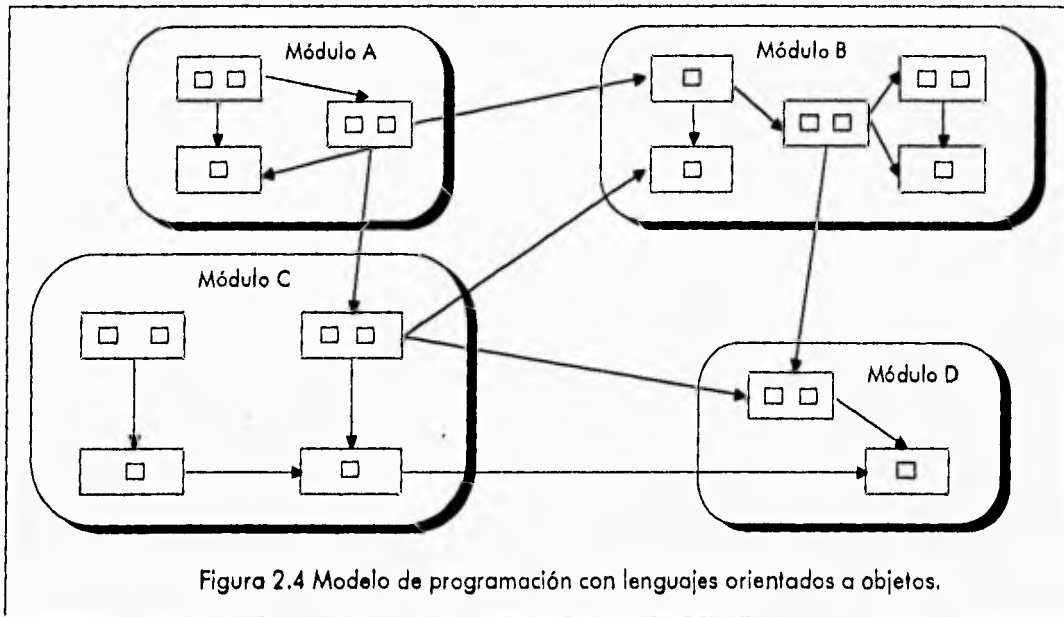 Módulo A
Módulo B
Módulo C
Módulo D
Figura 2.4 Modelo de programación con lenguajes orientados a objetos.